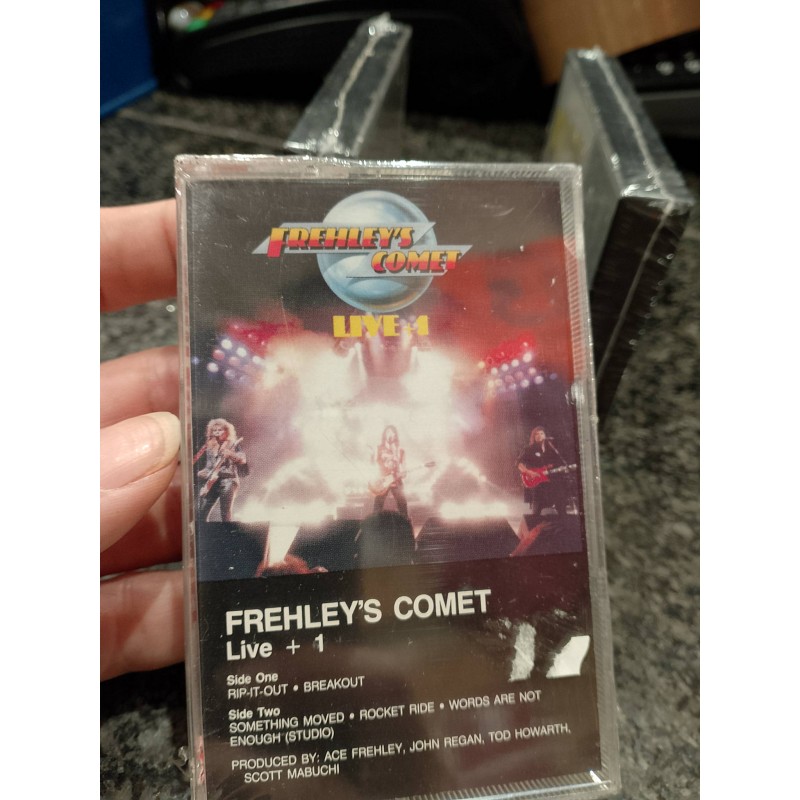 FREHLEY'S
COMET
LIVE+1
FREHLEY'S COMET
Live + 1
Side One
RIP-IT-OUT • BREAKOUT
Side Two
SOMETHING MOVED • ROCKET RIDE • WORDS ARE NOT
ENOUGH (STUDIO)
PRODUCED BY: ACE FREHLEY, JOHN REGAN, TOD HOWARTH,
SCOTT MABUCHI